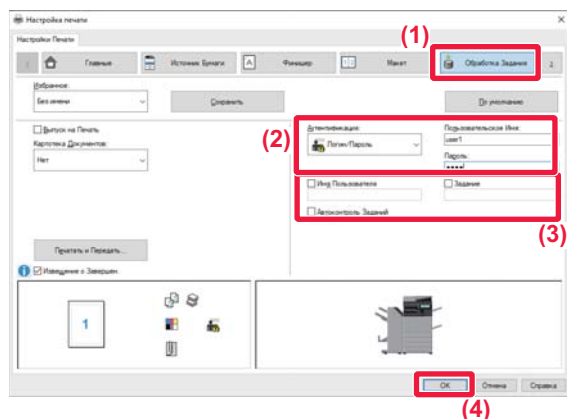 Настройка печати
Настройки Печати
(1)
Главные
Источник Бумаги
Финишер
Макет
Обработка Задания
Избранное:
Без имени
Сохранить
По умолчанию
Выпуск на Печать
Картотека Документов:
Нет
(2)
Аутентификация:
Логин/Пароль
Пользовательское Имя:
user1
Пароль:
••••
Имя Пользователя
Задание
Автоконтроль Заданий
(3)
Печатать и Передать...
Извещение о Завершен.
1
OK
Отмена
Справка
(4)